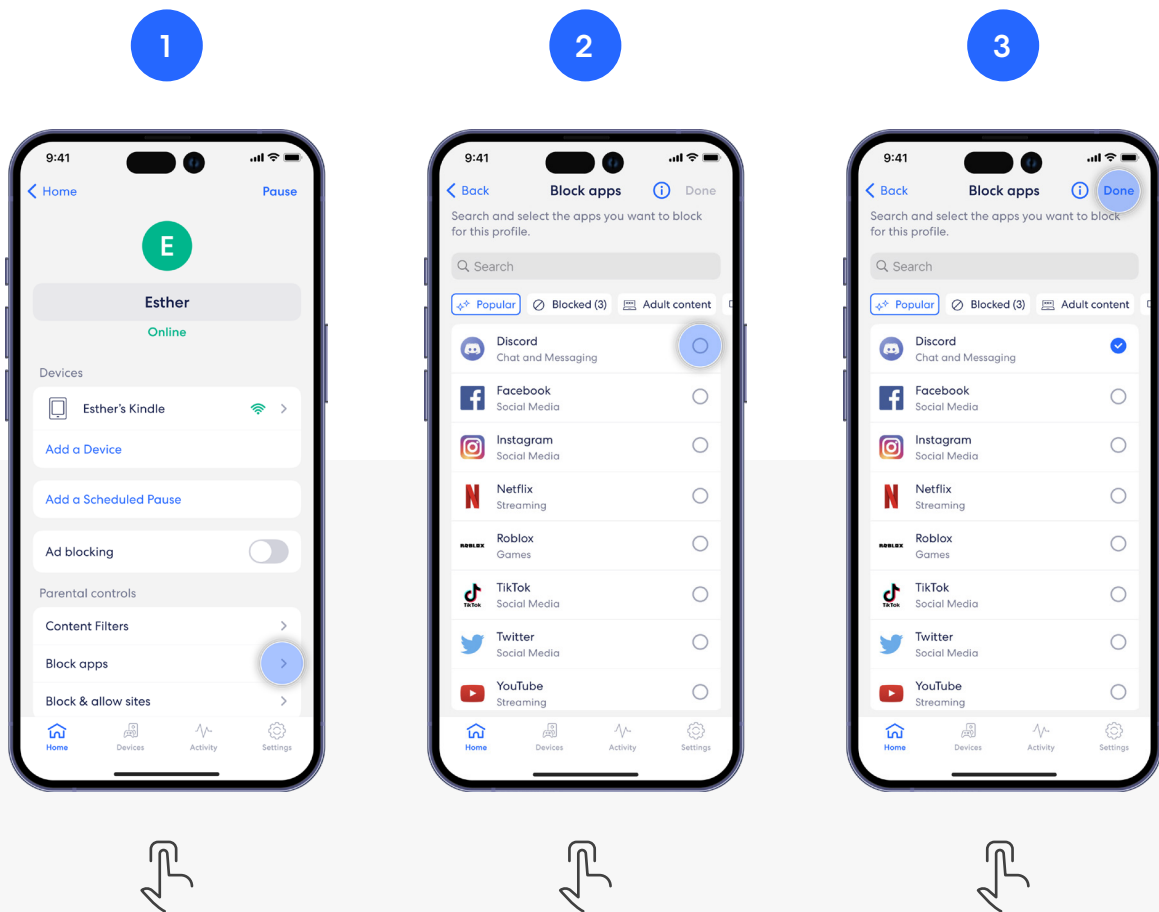 1
9:41
Home
Pause
E
Esther
Online
Devices
Esther's Kindle
Add a Device
Add a Scheduled Pause
Ad blocking
Parental controls
Content Filters
Block apps
Block & allow sites
Home
Devices
Activity
Settings
2
9:41
Back
Block apps
Done
Search and select the apps you want to block
for this profile.
Search
Popular
Blocked (3)
Adult content
Discord
Chat and Messaging
Facebook
Social Media
Instagram
Social Media
Netflix
Streaming
ROBLOX
Roblox
Games
TikTok
TikTok
Social Media
Twitter
Social Media
YouTube
Streaming
Home
Devices
Activity
Settings
3
9:41
Back
Block apps
Done
Search and select the apps you want to block
for this profile.
Search
Popular
Blocked (3)
Adult content
Discord
Chat and Messaging
Facebook
Social Media
Instagram
Social Media
Netflix
Streaming
ROBLOX
Roblox
Games
TikTok
TikTok
Social Media
Twitter
Social Media
YouTube
Streaming
Home
Devices
Activity
Settings